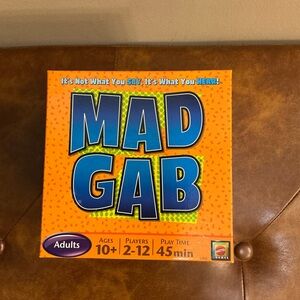 It's Not What You SAY, It's What You HEAR!
MAD
GAB
Adults
AGES PLAYERS PLAY TIME
10+ 2-12 45min